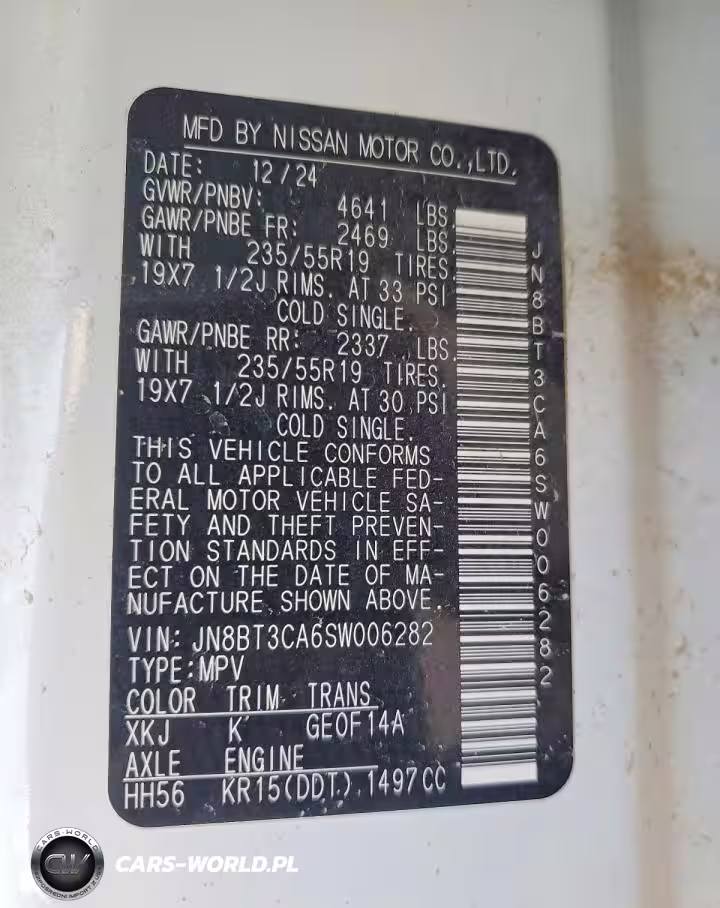 MFD BY NISSAN MOTOR CO.,LTD.
DATE: 12/24
GVWR/PNBV: 4641 LBS.
GAWR/PNBE FR: 2469 LBS.
WITH 235/55R19 TIRES.
19X7 1/2J RIMS. AT 33 PSI
COLD SINGLE.
GAWR/PNBE RR: 2337 LBS.
WITH 235/55R19 TIRES.
19X7 1/2J RIMS. AT 30 PSI
COLD SINGLE.
THIS VEHICLE CONFORMS
TO ALL APPLICABLE FED-
ERAL MOTOR VEHICLE SA-
FETY AND THEFT PREVEN-
TION STANDARDS IN EFF-
ECT ON THE DATE OF MA-
NUFACTURE SHOWN ABOVE.
VIN: JN8BT3CA6SW006282
TYPE:MPV
COLOR TRIM TRANS
XKJ K GE0F14A
AXLE ENGINE
HH56 KR15(DDT). 1497CC
JN8BT3CA6SW006282
CARS-WORLD
CW
CARS-WORLD.PL